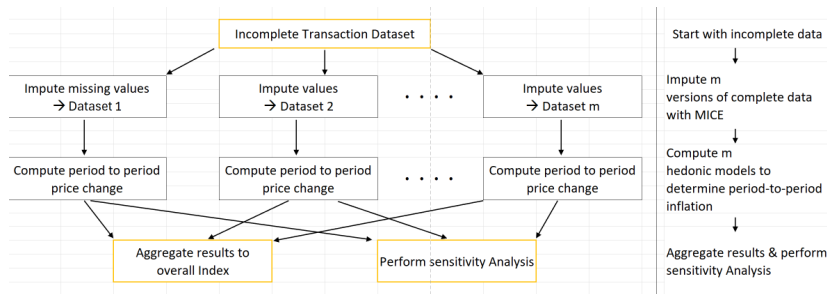 Incomplete Transaction Dataset
Start with incomplete data
Impute missing values
→ Dataset 1
Impute values
→ Dataset 2
. . . .
Impute values
→ Dataset m
Impute m
versions of complete data
with MICE
Compute period to period
price change
Compute period to period
price change
. . . .
Compute period to period
price change
Compute m
hedonic models to
determine period-to-period
inflation
Aggregate results to
overall Index
Perform sensitivity Analysis
Aggregate results & perform
sensitivity Analysis